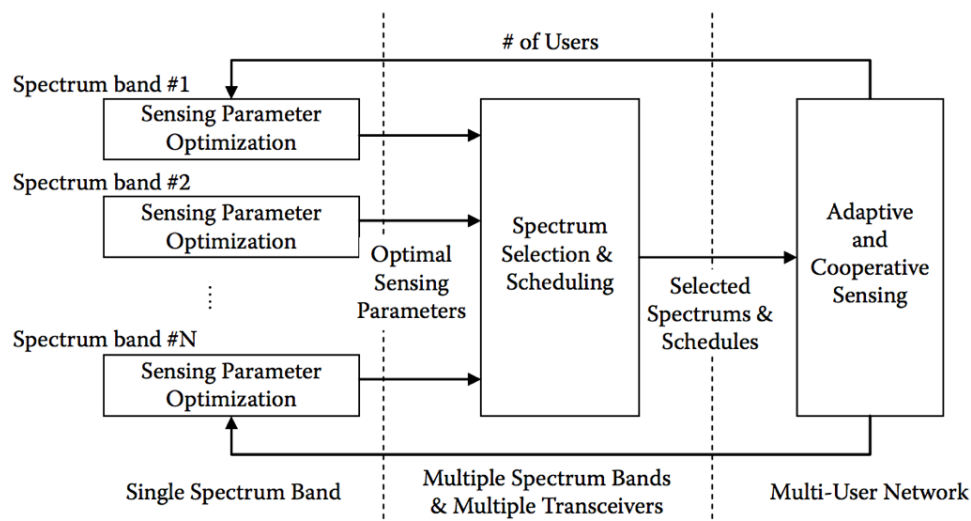 # of Users
Spectrum band #1
Sensing Parameter
Optimization
Spectrum band #2
Sensing Parameter
Optimization
Spectrum band #N
Sensing Parameter
Optimization
Optimal
Sensing
Parameters
Spectrum
Selection &
Scheduling
Selected
Spectrums &
Schedules
Adaptive
and
Cooperative
Sensing
Single Spectrum Band
Multiple Spectrum Bands
& Multiple Transceivers
Multi-User Network